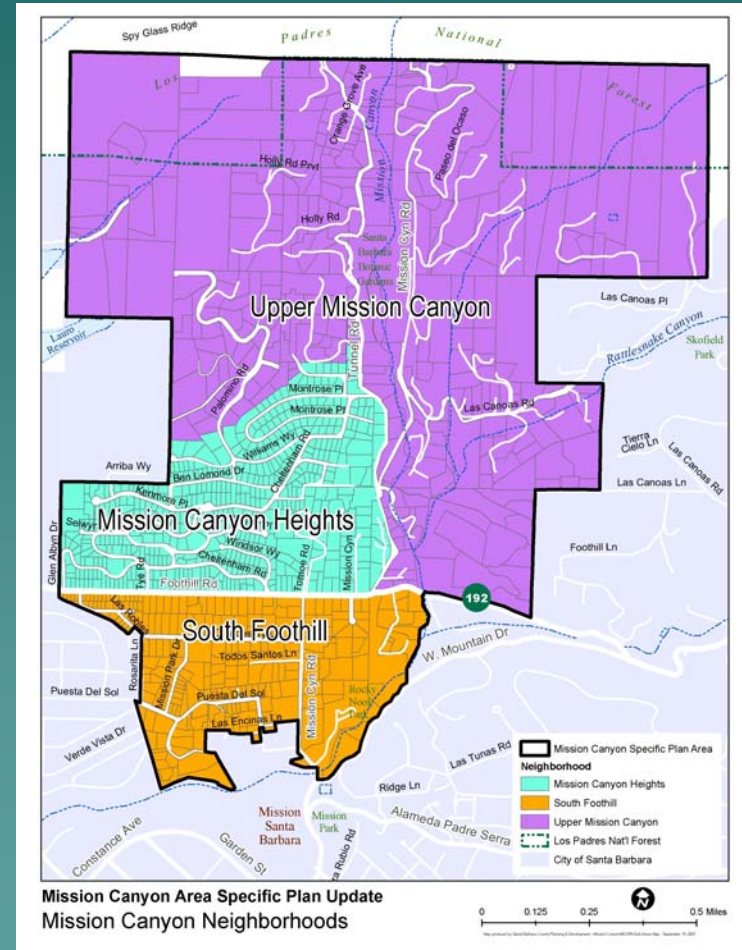 Spy Glass Ridge
Padres
National
Los
Forest
Orange Grove Ave
Mission
Canyon
Paseo del Ocaso
Holly Rd Prvt
Holly Rd
Mission Cyn Rd
Santa
Barbara
Botanic
Gardens
Upper Mission Canyon
Las Canoas Pl
Rattlesnake Canyon
Skofield
Park
Lauro
Reservoir
Tunnel Rd
Palomino Rd
Montrose Pl
Montrose Pl
Las Canoas Rd
Williams Wy
Cheltenham Rd
Tierra
Cielo Ln
Las Canoas Rd
Arriba Wy
Ben Lomond Dr
Las Canoas Ln
Kenmore Pl
Mission Canyon Heights
Glen Albyn Dr
Windsor Wy
Tye Rd
Cheltenham Rd
Tornoe Rd
Mission Cyn
Foothill Ln
Foothill Rd
192
Las Robles
South Foothill
W. Mountain Dr
Rosarita Ln
Mission Park Dr
Todos Santos Ln
Puesta Del Sol
Puesta Del Sol
Mission Cyn Rd
Rocky
Nook
Park
Las Encinas Ln
Verde Vista Dr
Las Tunas Rd
Ridge Ln
Mission
Santa
Barbara
Mission
Park
Alameda Padre Serra
Constance Ave
Garden St
Mission Canyon Specific Plan Area
Neighborhood
Mission Canyon Heights
South Foothill
Upper Mission Canyon
Los Padres Nat'l Forest
City of Santa Barbara
Mission Canyon Area Specific Plan Update
Mission Canyon Neighborhoods
N
0 0.125 0.25 0.5 Miles